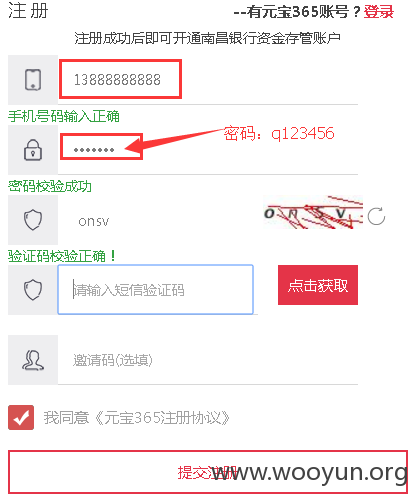 注册 --有元宝365账号？登录
注册成功后即可开通南昌银行资金存管账户
13888888888
手机号码输入正确
•••••••
密码：q123456
密码校验成功
onsv
O N S V
验证码校验正确！
请输入短信验证码
点击获取
邀请码(选填)
我同意《元宝365注册协议》
提交注册
www.wooyun.org